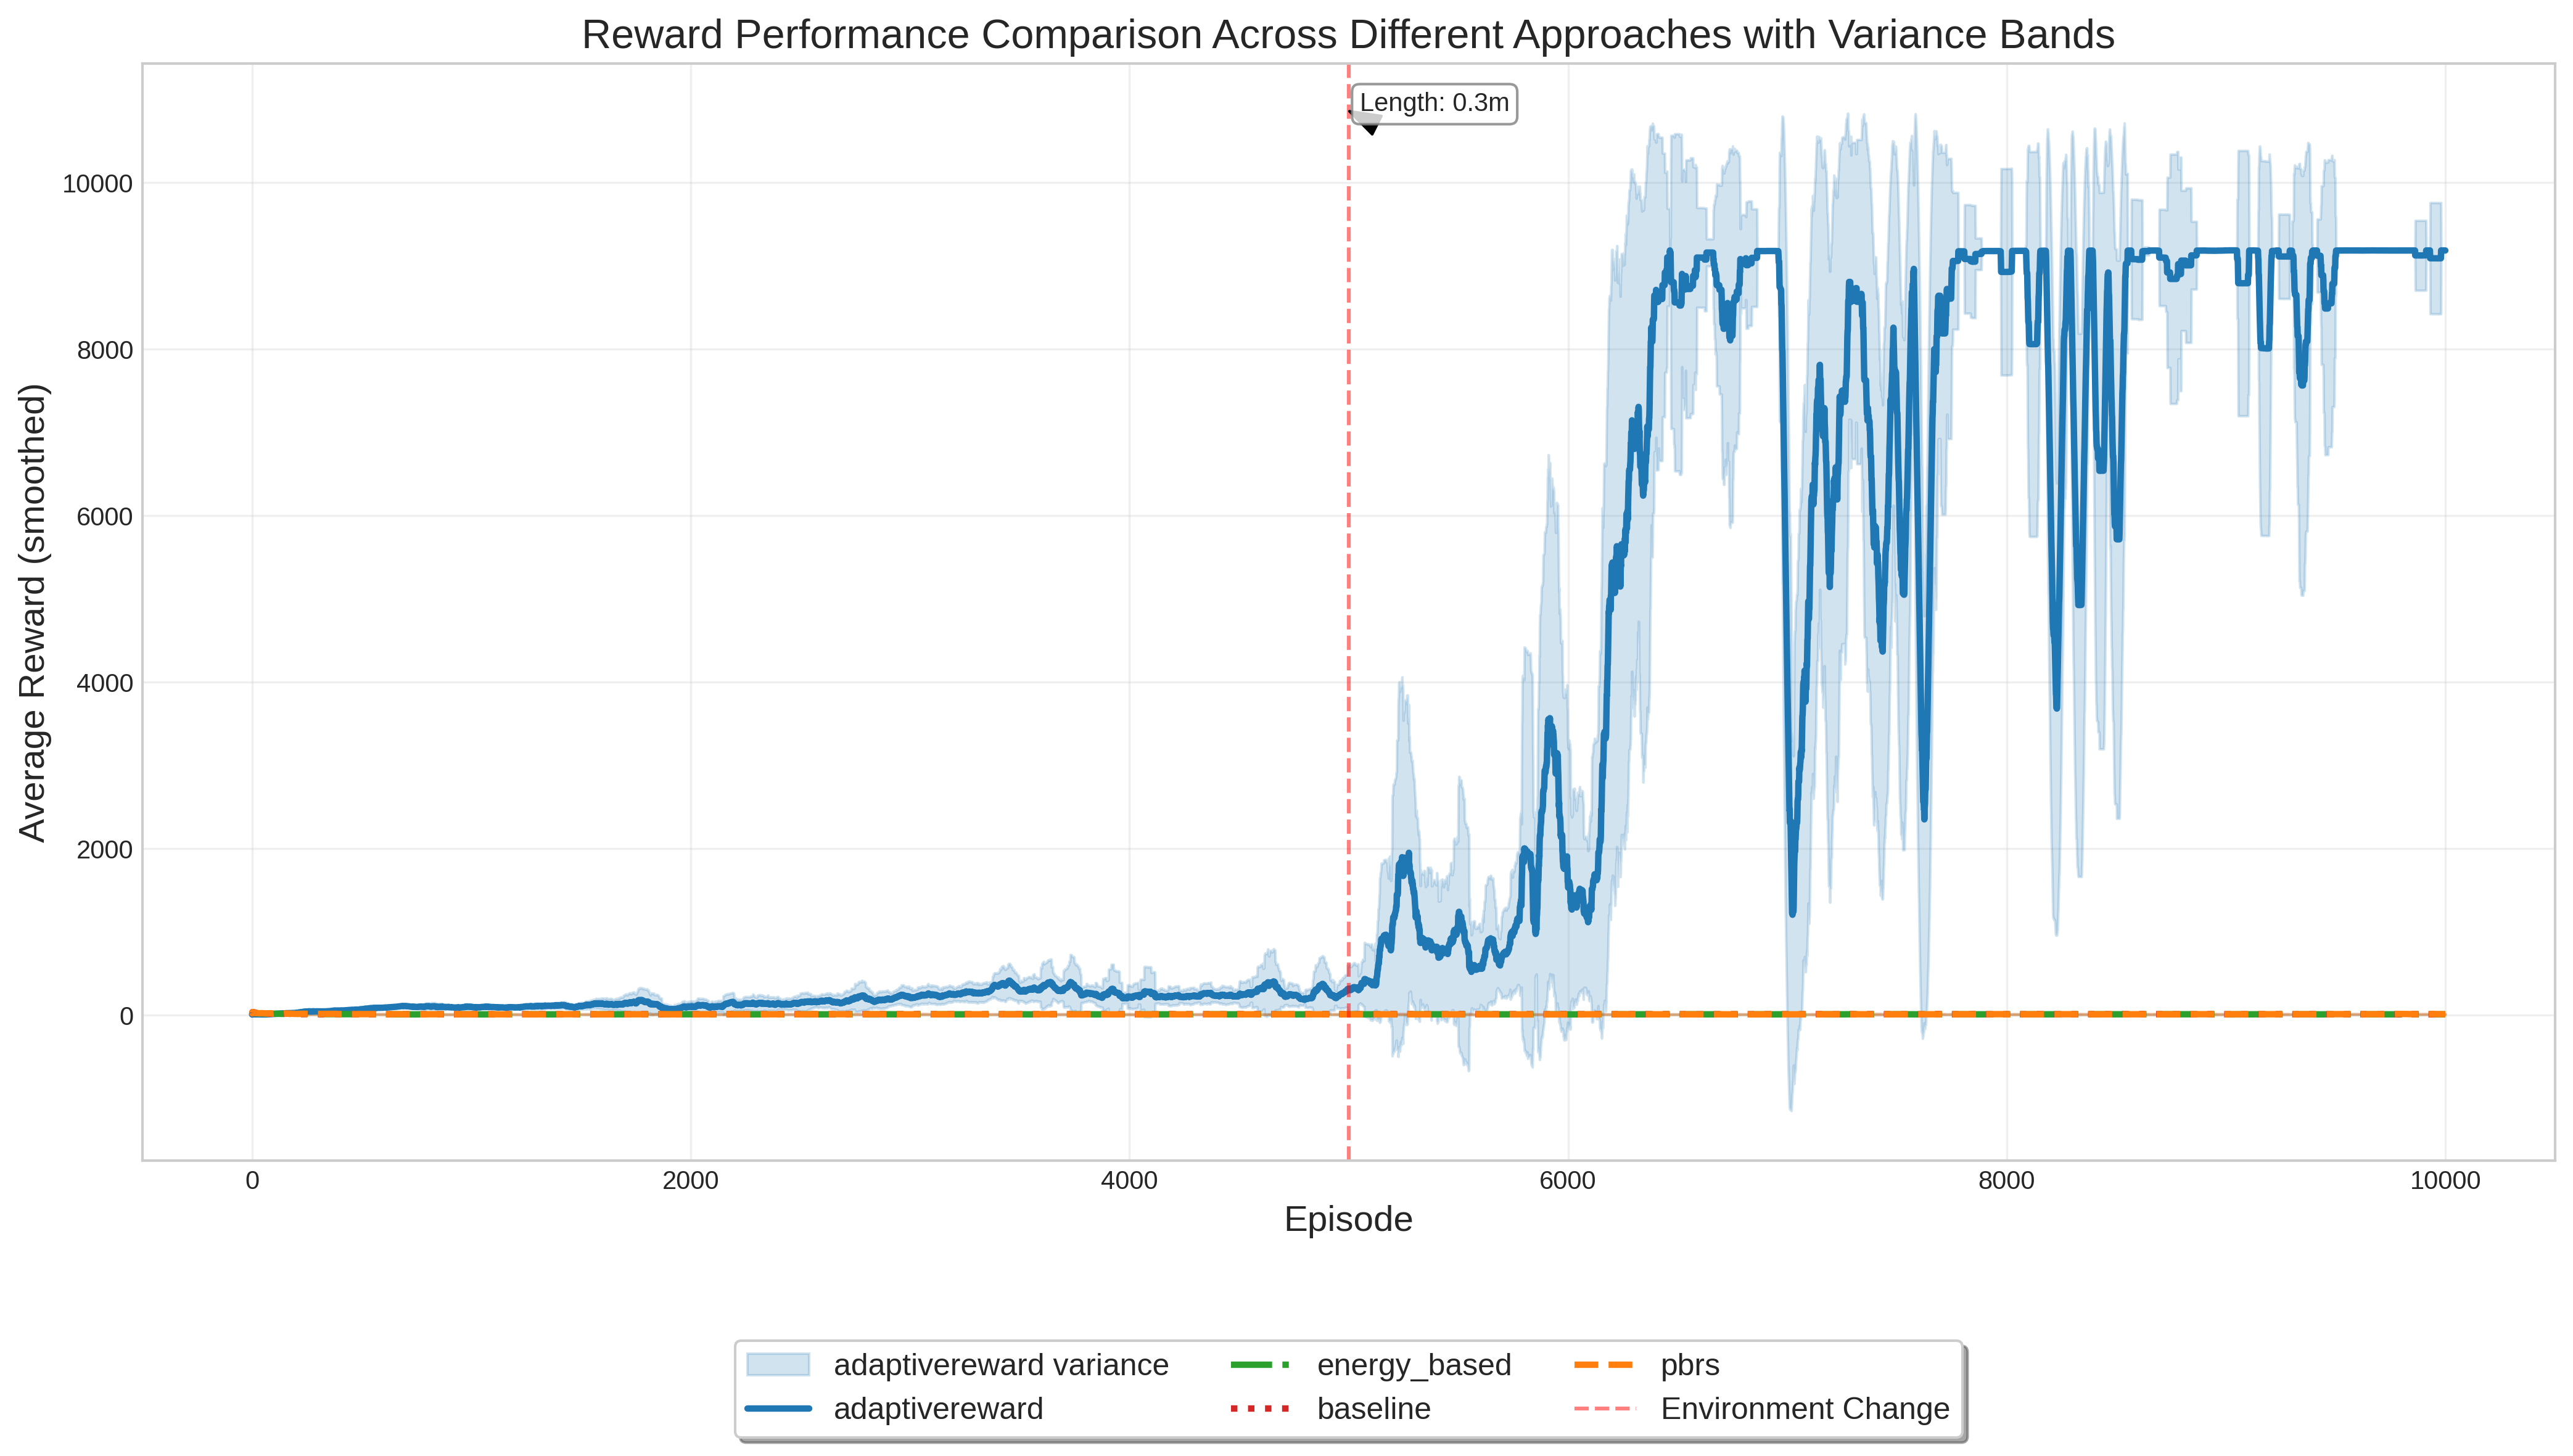 Reward Performance Comparison Across Different Approaches with Variance Bands
Length: 0.3m
Average Reward (smoothed)
10000
8000
6000
4000
2000
0
0 2000 4000 6000 8000 10000
Episode
adaptivereward variance energy_based pbrs
adaptivereward baseline Environment Change